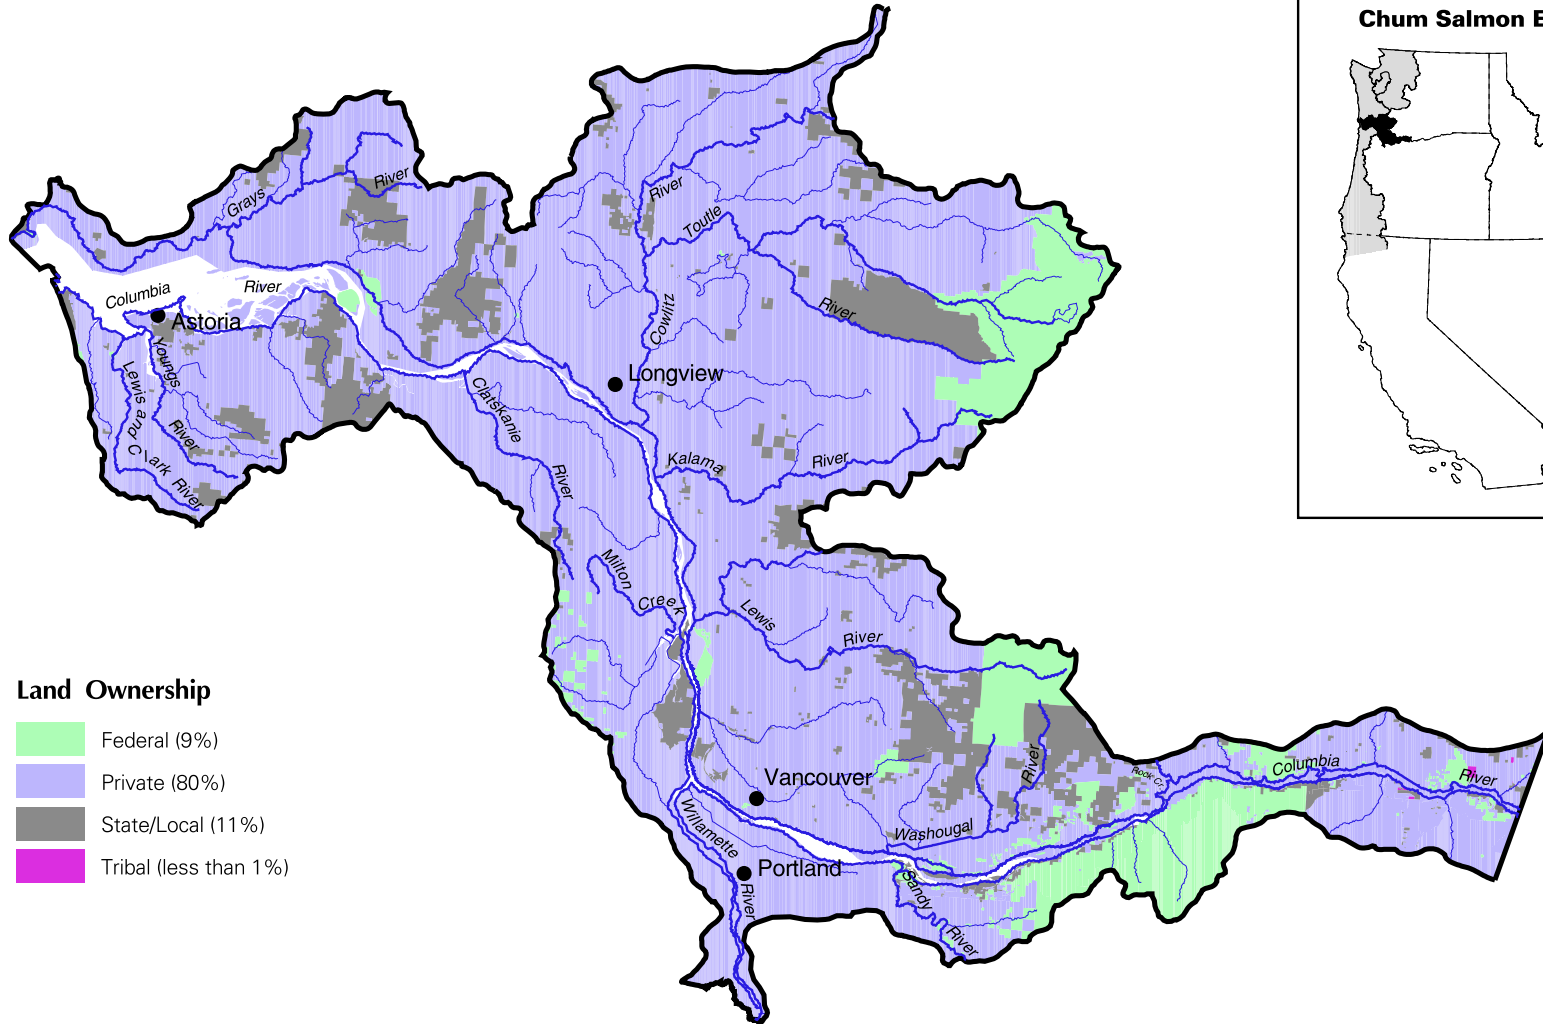 Chum Salmon E
River
Grays
River
Toutle
Columbia
River
Astoria
River
Cowlitz
Youngs
River
Lewis and Clark River
Longview
Clatskanie
River
Kalama
River
Milton
Creek
Lewis
River
Land Ownership
Federal (9%)
Private (80%)
State/Local (11%)
Tribal (less than 1%)
Vancouver
River
Rock Cr.
Columbia
River
Washougal
Willamette
River
Portland
Sandy
River